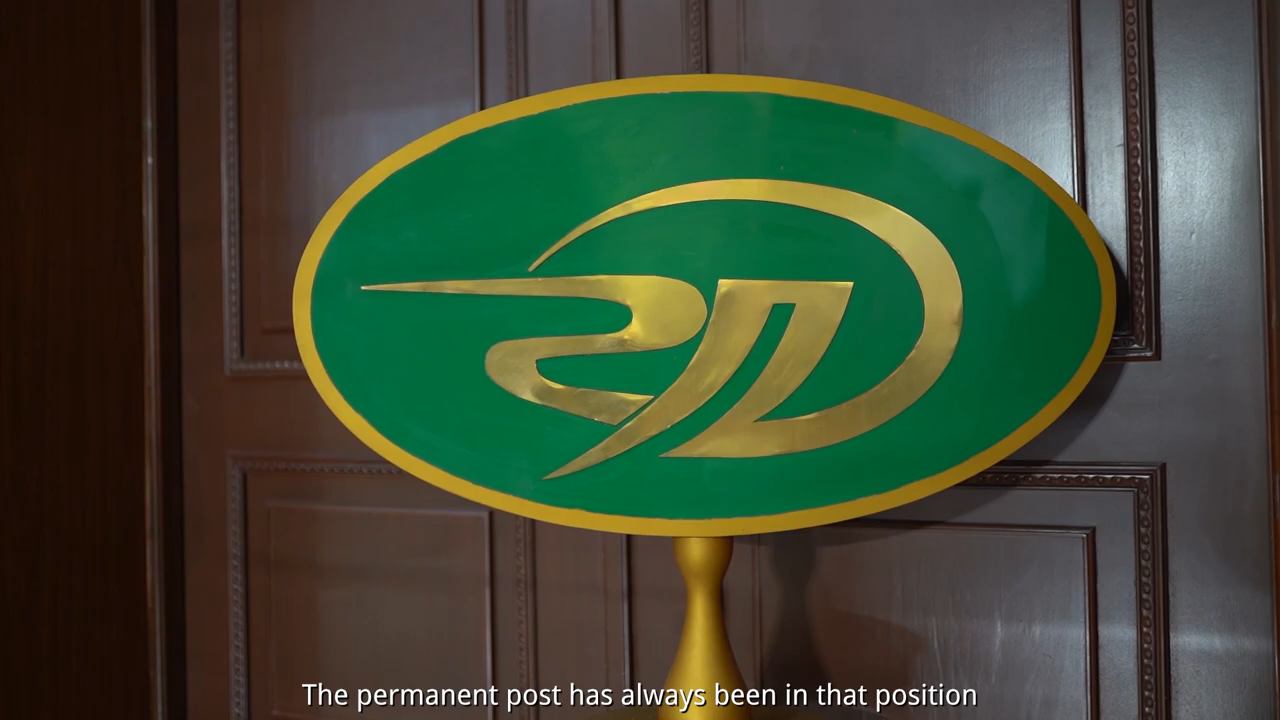 The permanent post has always been in that position